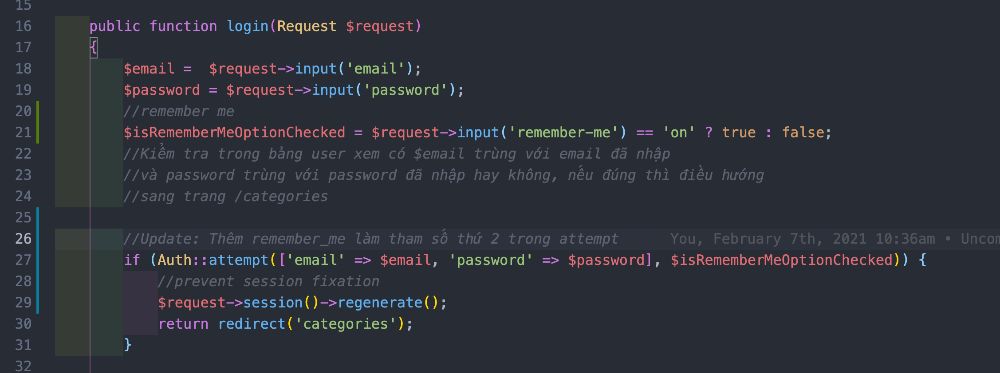 15
16 public function login(Request $request)
17 {
18 $email =  $request->input('email');
19 $password = $request->input('password');
20 //remember me
21 $isRememberMeOptionChecked = $request->input('remember-me') == 'on' ? true : false;
22 //Kiểm tra trong bảng user xem có $email trùng với email đã nhập
23 //và password trùng với password đã nhập hay không, nếu đúng thì điều hướng
24 //sang trang /categories
25
26 //Update: Thêm remember_me làm tham số thứ 2 trong attempt You, February 7th, 2021 10:36am • Uncom
27 if (Auth::attempt(['email' => $email, 'password' => $password], $isRememberMeOptionChecked)) {
28 //prevent session fixation
29 $request->session()->regenerate();
30 return redirect('categories');
31 }
32